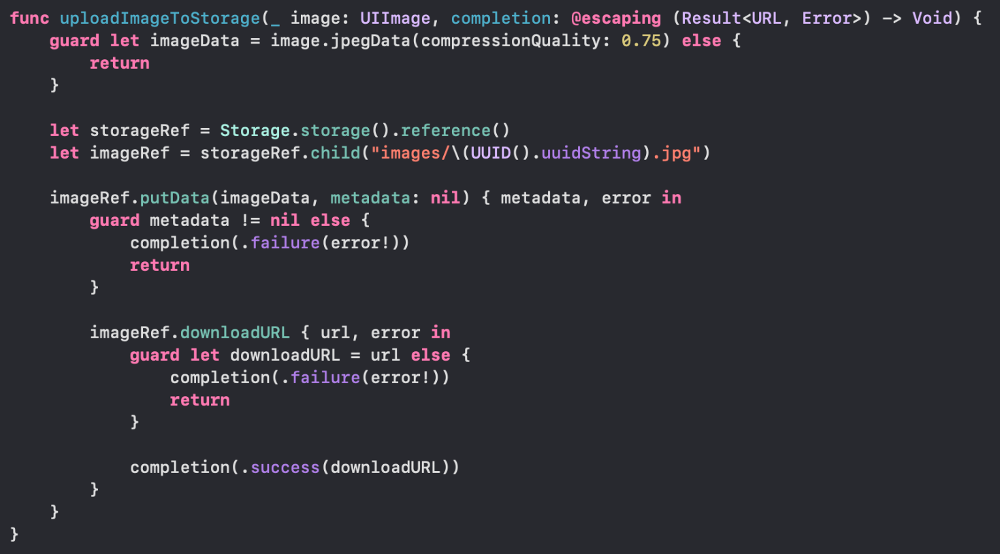 func uploadImageToStorage(_ image: UIImage, completion: @escaping (Result<URL, Error>) -> Void) {
    guard let imageData = image.jpegData(compressionQuality: 0.75) else {
        return
    }

    let storageRef = Storage.storage().reference()
    let imageRef = storageRef.child("images/\(UUID().uuidString).jpg")

    imageRef.putData(imageData, metadata: nil) { metadata, error in
        guard metadata != nil else {
            completion(.failure(error!))
            return
        }

        imageRef.downloadURL { url, error in
            guard let downloadURL = url else {
                completion(.failure(error!))
                return
            }

            completion(.success(downloadURL))
        }
    }
}